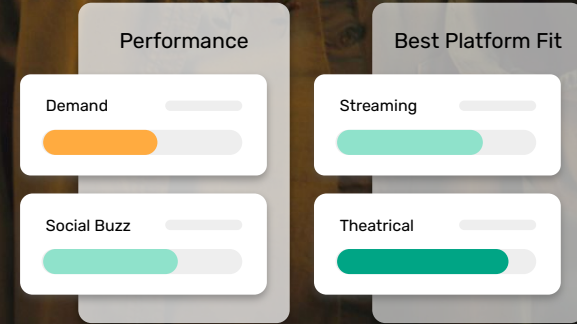 Performance
Demand
Social Buzz
Best Platform Fit
Streaming
Theatrical